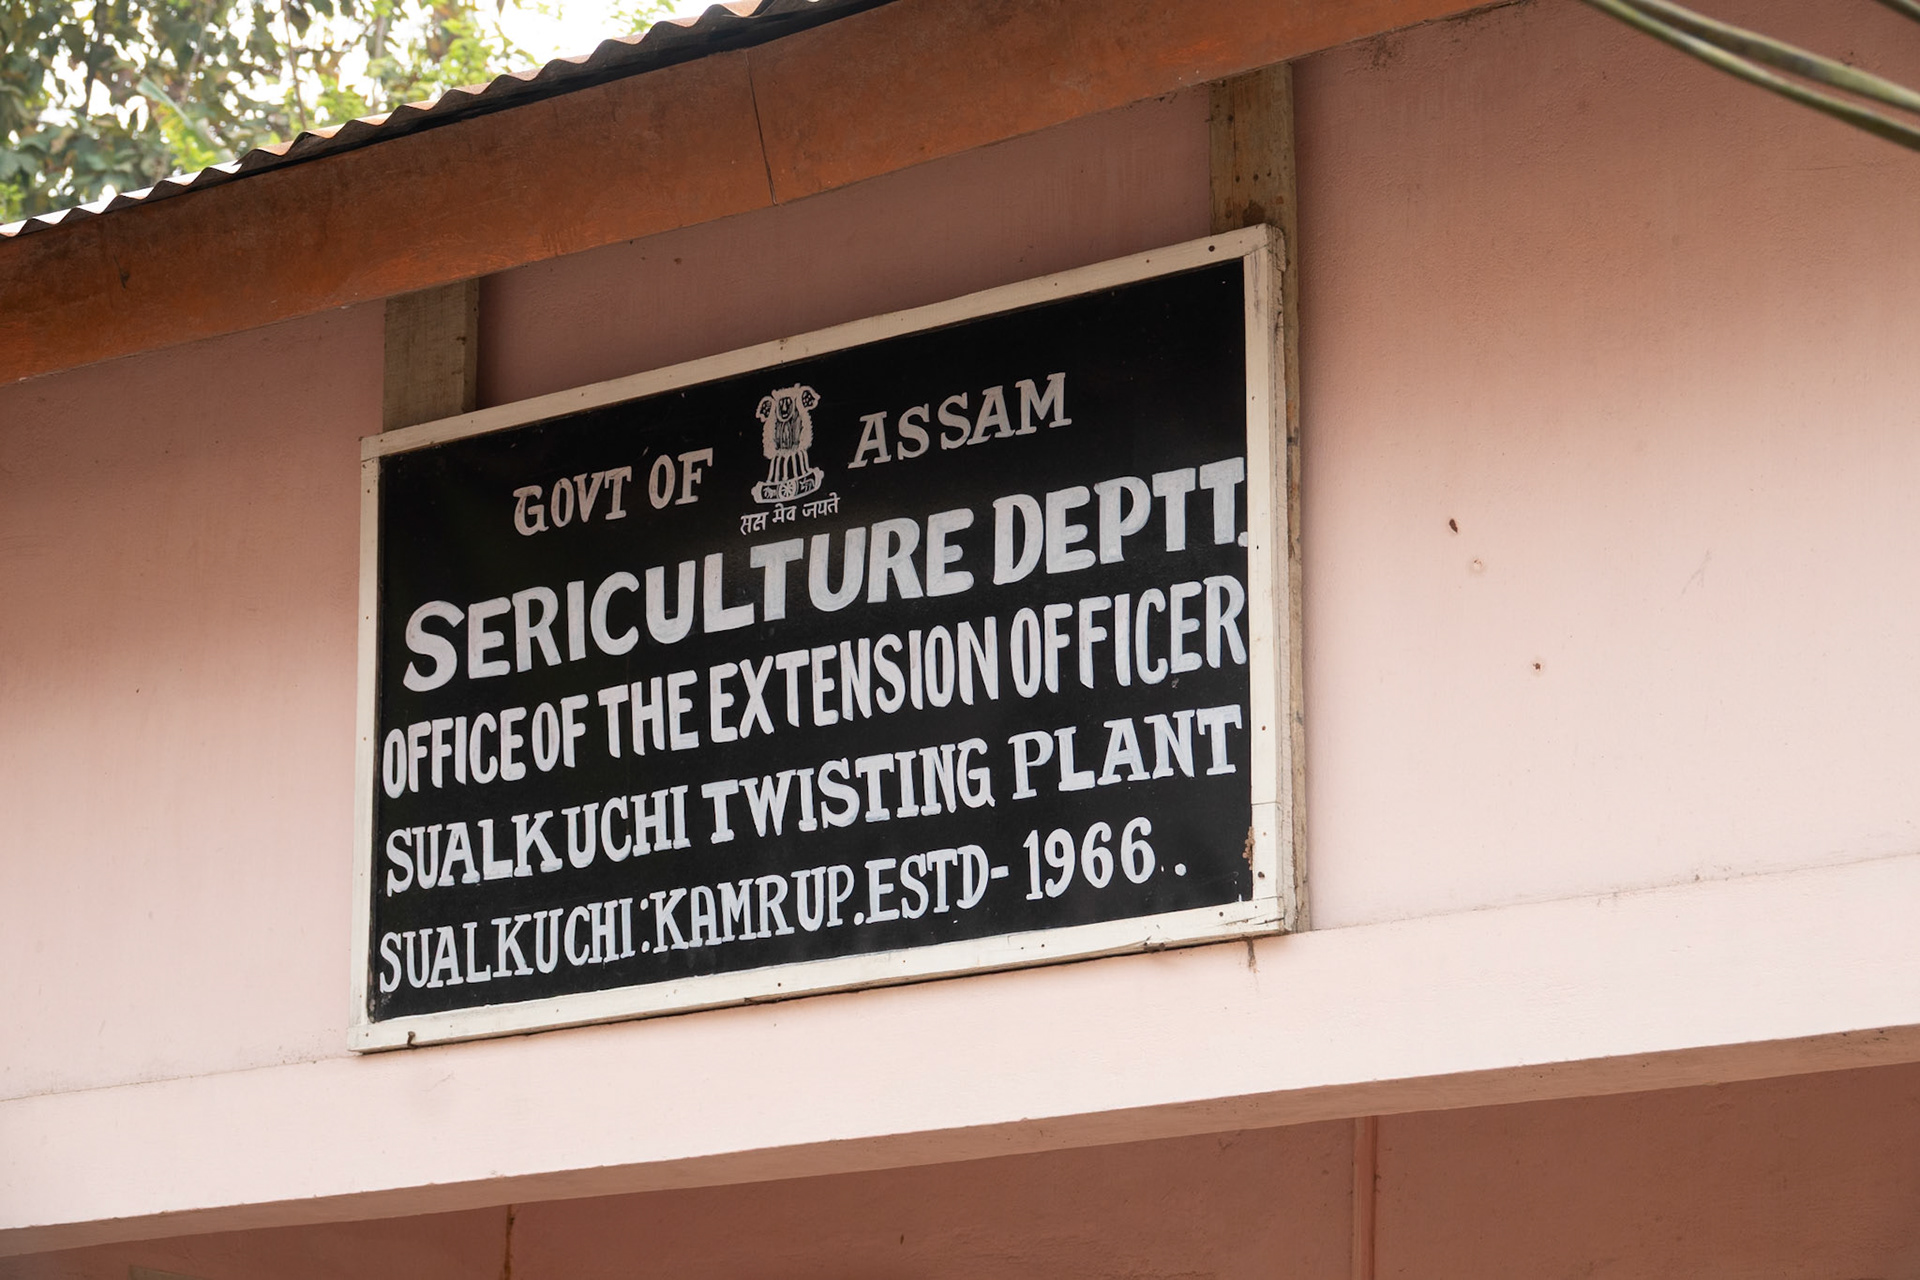 GOVT OF ASSAM
सत्य मेव जयते
SERICULTURE DEPTT.
OFFICE OF THE EXTENSION OFFICER
SUALKUCHI TWISTING PLANT
SUALKUCHI:KAMRUP.ESTD-1966..